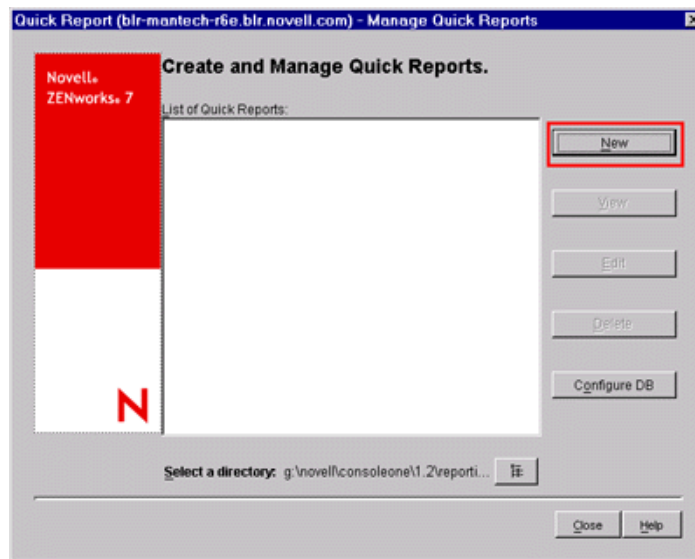 Quick Report (blr-mantech-r6e.blr.novell.com) - Manage Quick Reports
Novell®
ZENworks® 7
Create and Manage Quick Reports.
List of Quick Reports:
New
View
Edit
Delete
Configure DB
N
Select a directory: g:\novell\consoleone\1.2\reporti...
Close
Help